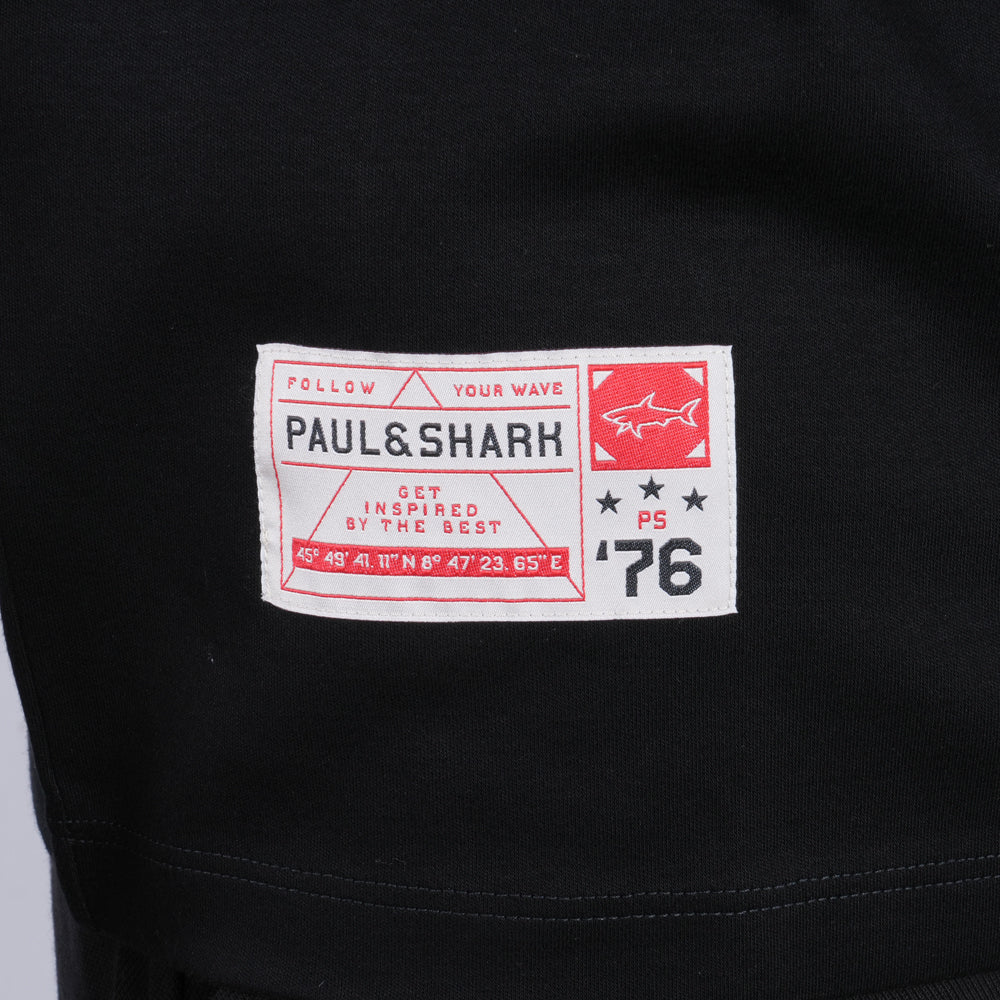 FOLLOW YOUR WAVE
PAUL&SHARK
GET
INSPIRED
BY THE BEST
45° 49' 41. 11" N 8° 47' 23. 65" E
PS
'76